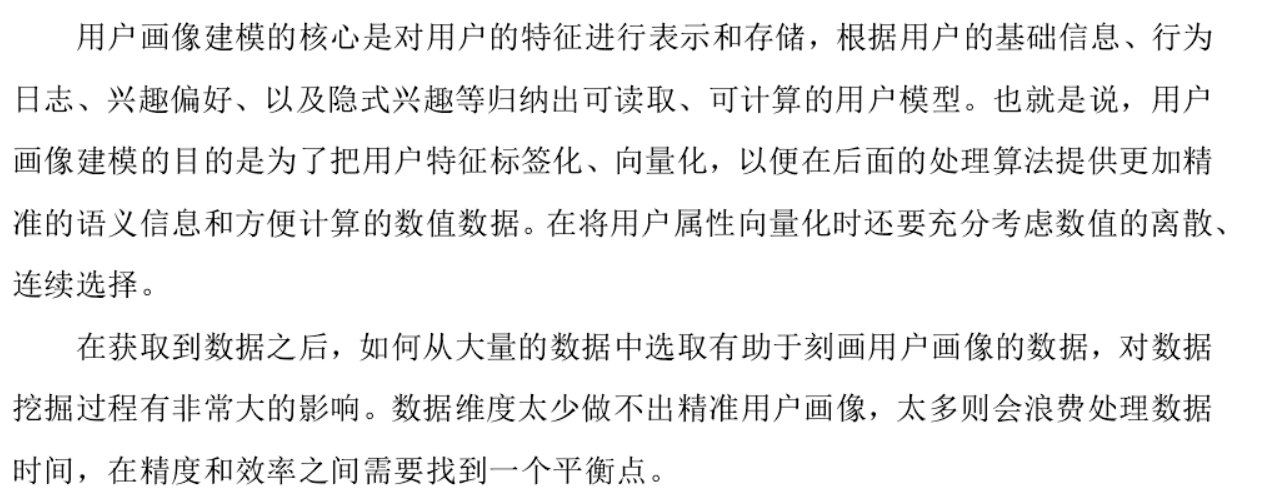 用户画像建模的核心是对用户的特征进行表示和存储，根据用户的基础信息、行为
日志、兴趣偏好、以及隐式兴趣等归纳出可读取、可计算的用户模型。也就是说，用户
画像建模的目的是为了把用户特征标签化、向量化，以便在后面的处理算法提供更加精
准的语义信息和方便计算的数值数据。在将用户属性向量化时还要充分考虑数值的离散、
连续选择。
在获取到数据之后，如何从大量的数据中选取有助于刻画用户画像的数据，对数据
挖掘过程有非常大的影响。数据维度太少做不出精准用户画像，太多则会浪费处理数据
时间，在精度和效率之间需要找到一个平衡点。